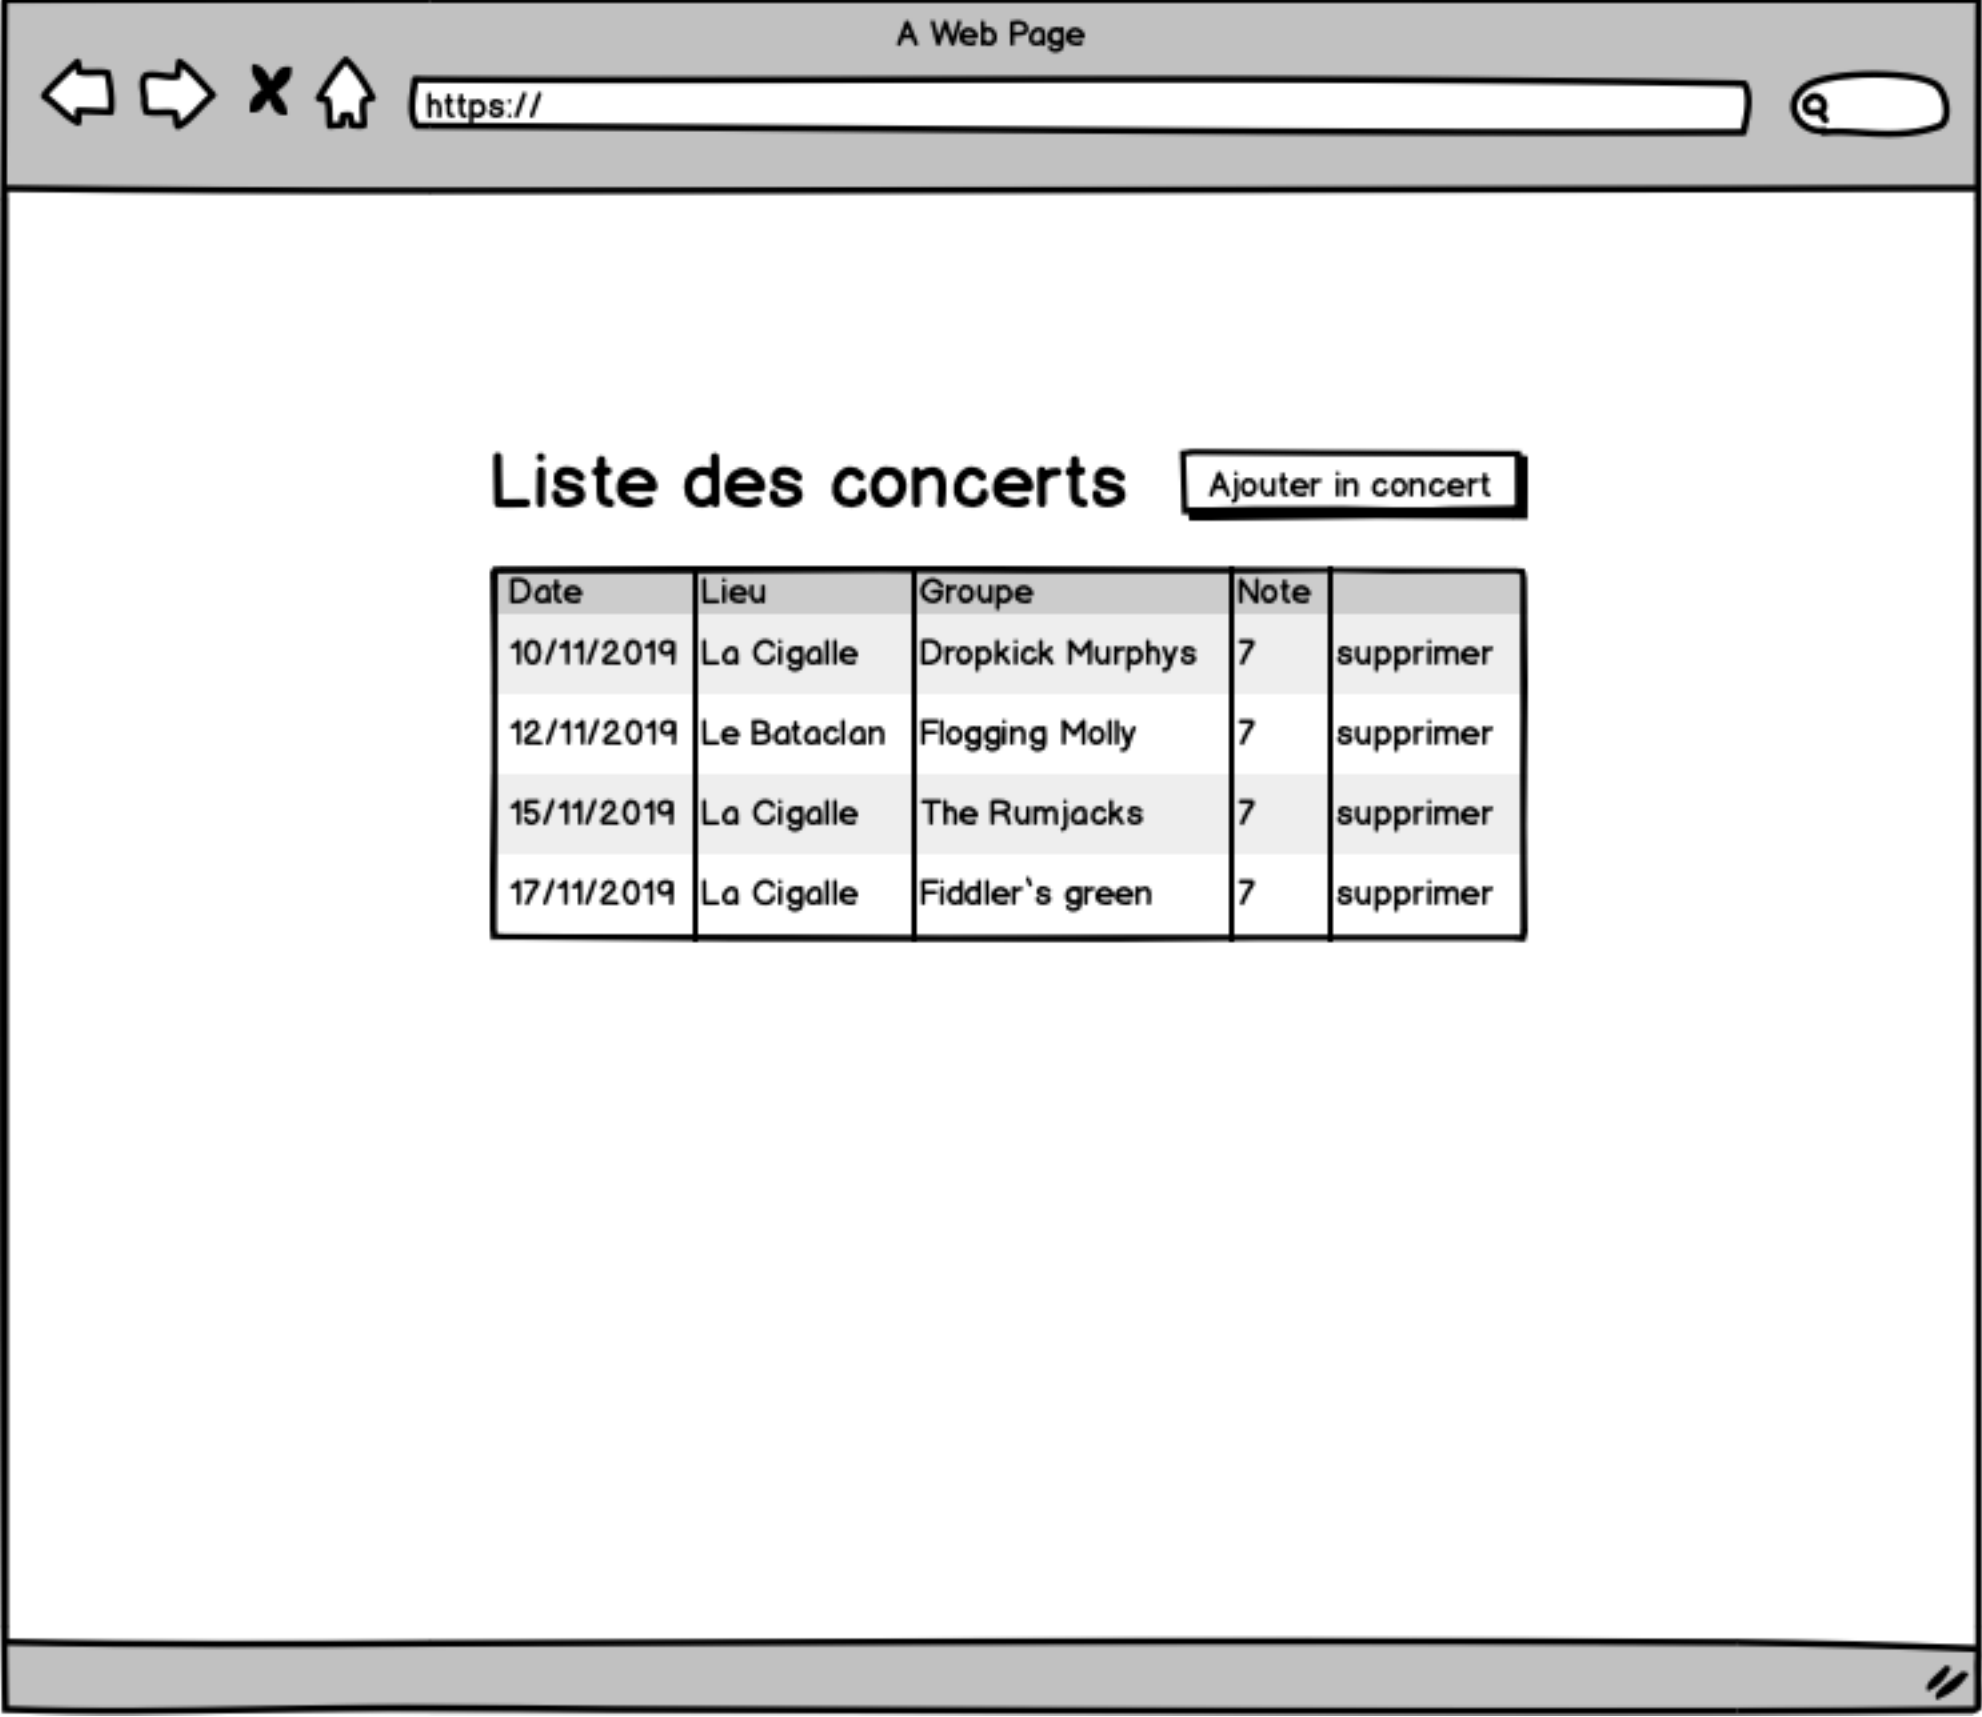 A Web Page
https://
Liste des concerts
Ajouter in concert
Date Lieu Groupe Note
10/11/2019 La Cigalle Dropkick Murphys 7 supprimer
12/11/2019 Le Bataclan Flogging Molly 7 supprimer
15/11/2019 La Cigalle The Rumjacks 7 supprimer
17/11/2019 La Cigalle Fiddler`s green 7 supprimer